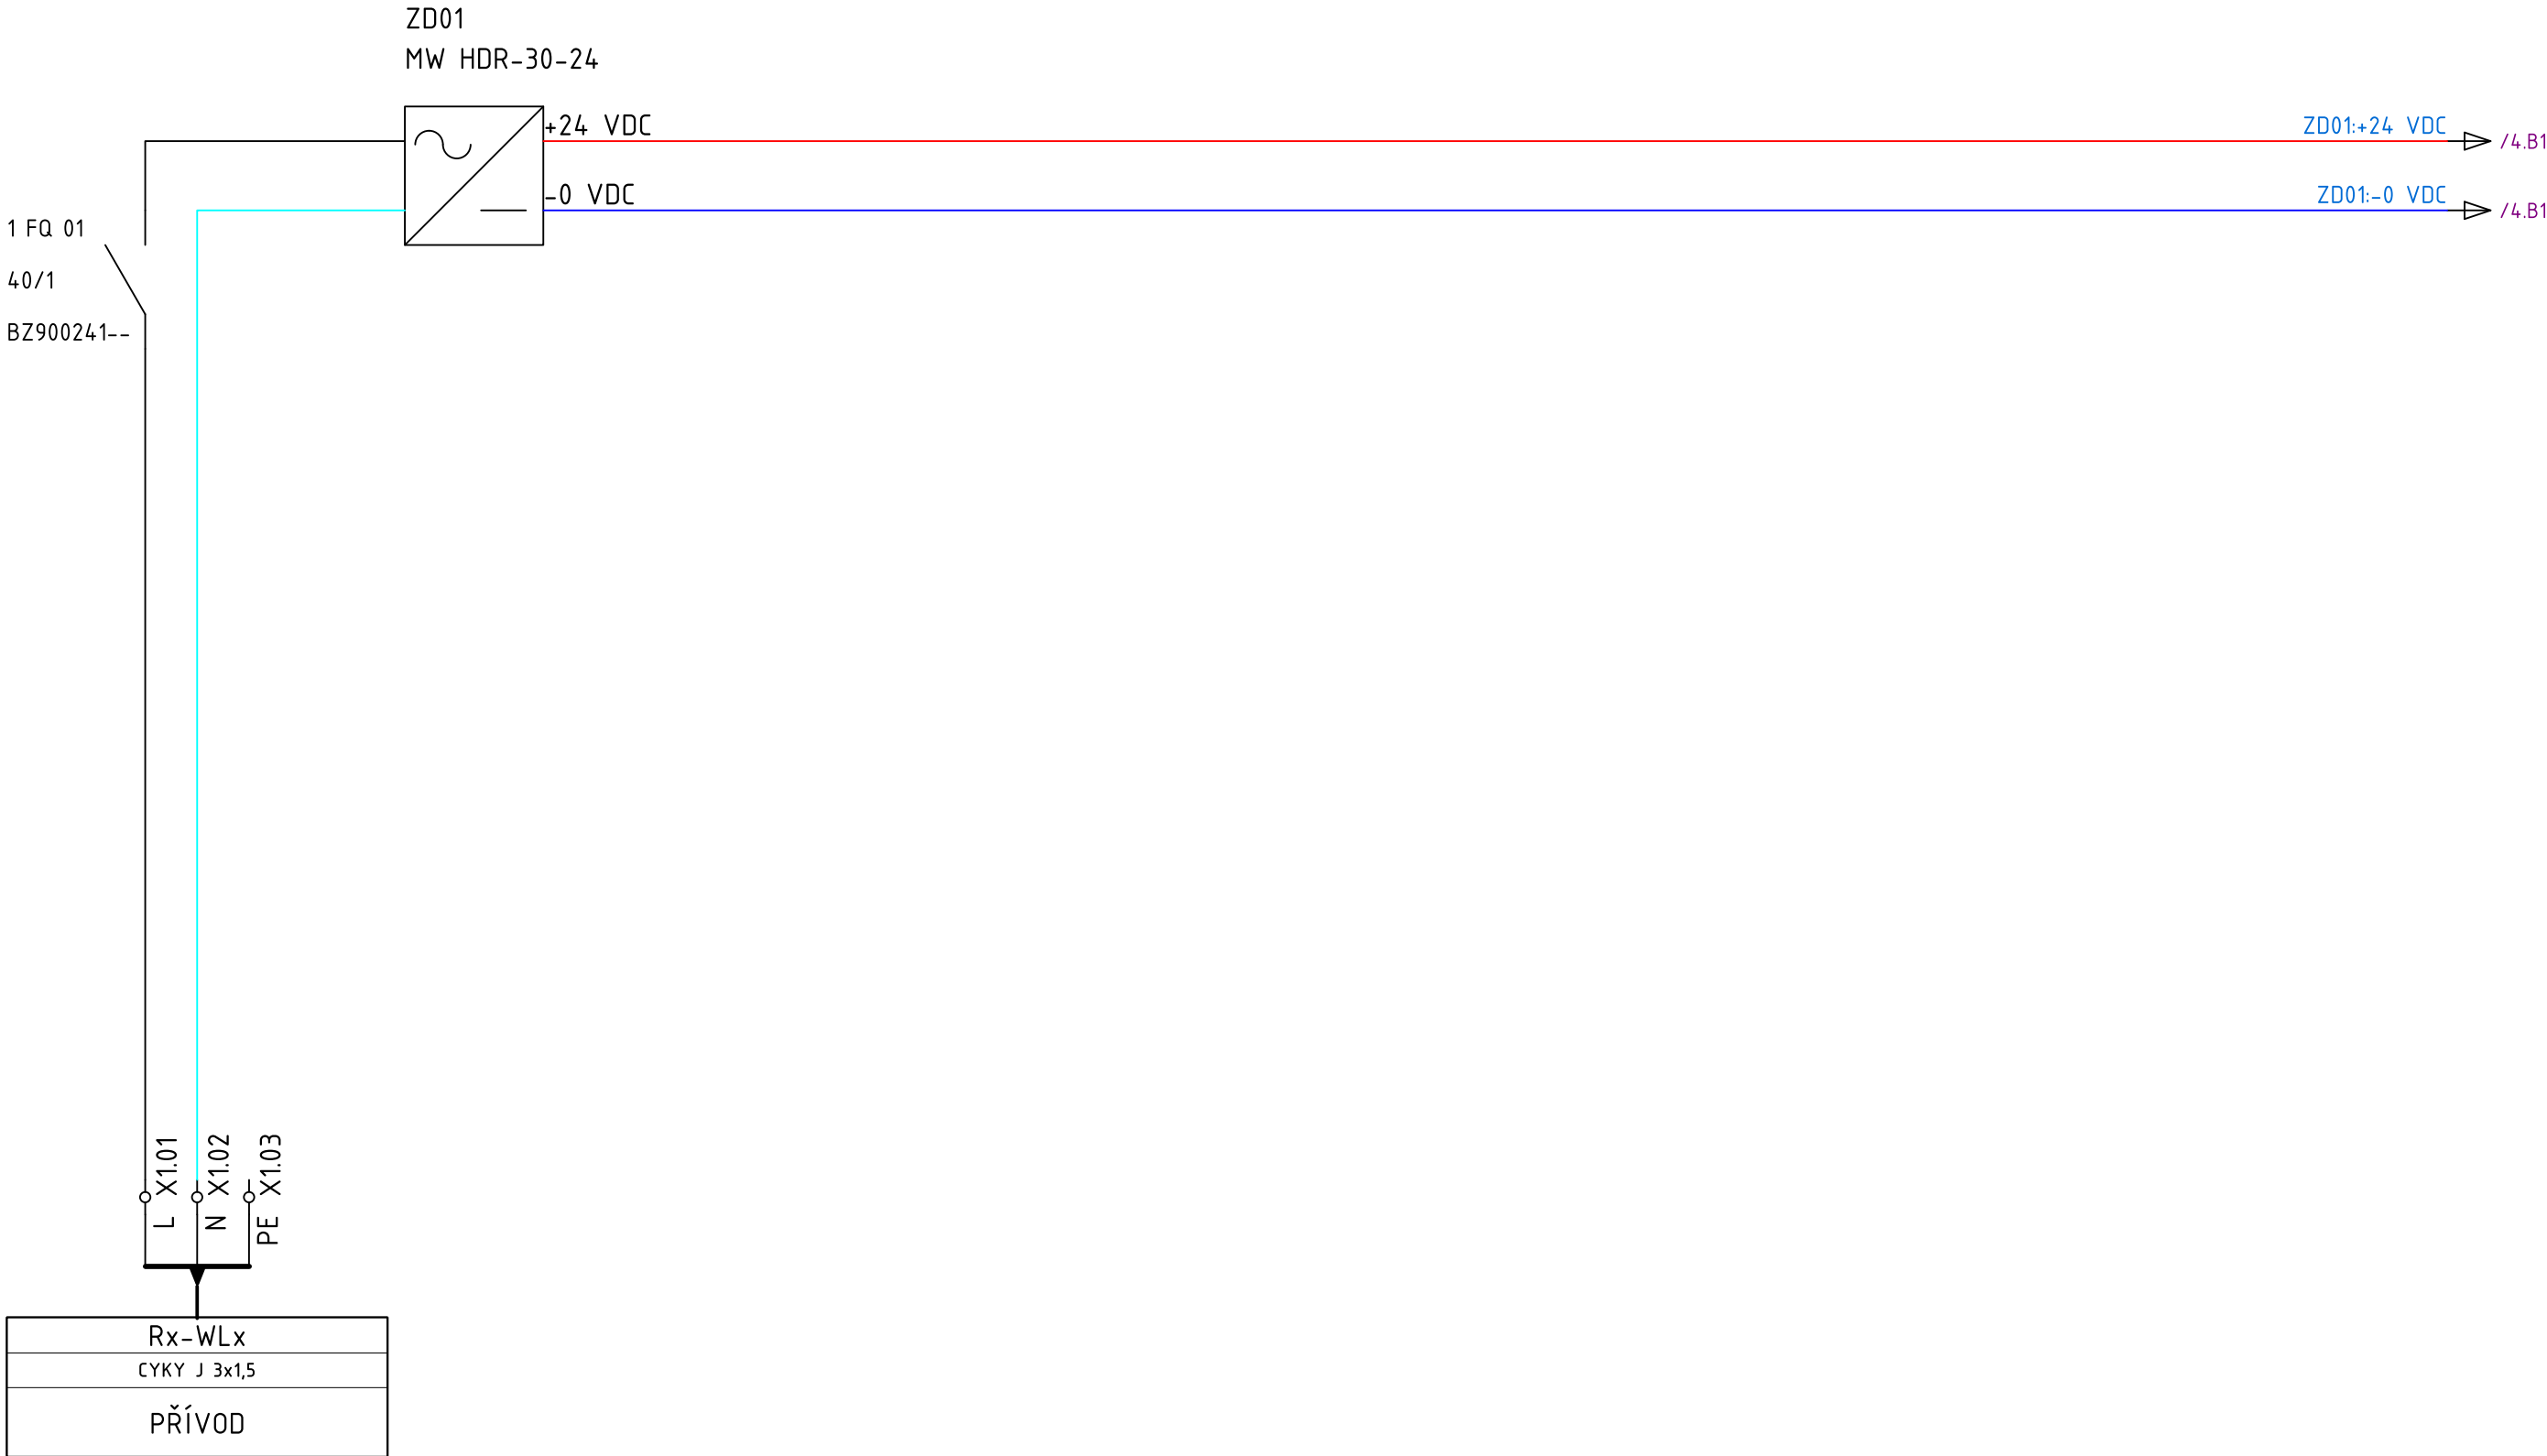 ZD01
MW HDR-30-24
+24 VDC
ZD01:+24 VDC
/4.B1
-0 VDC
ZD01:-0 VDC
/4.B1
1 FQ 01
40/1
BZ900241--
X1.01
X1.02
X1.03
L
N
PE
Rx-WLx
CYKY J 3x1,5
PŘÍVOD